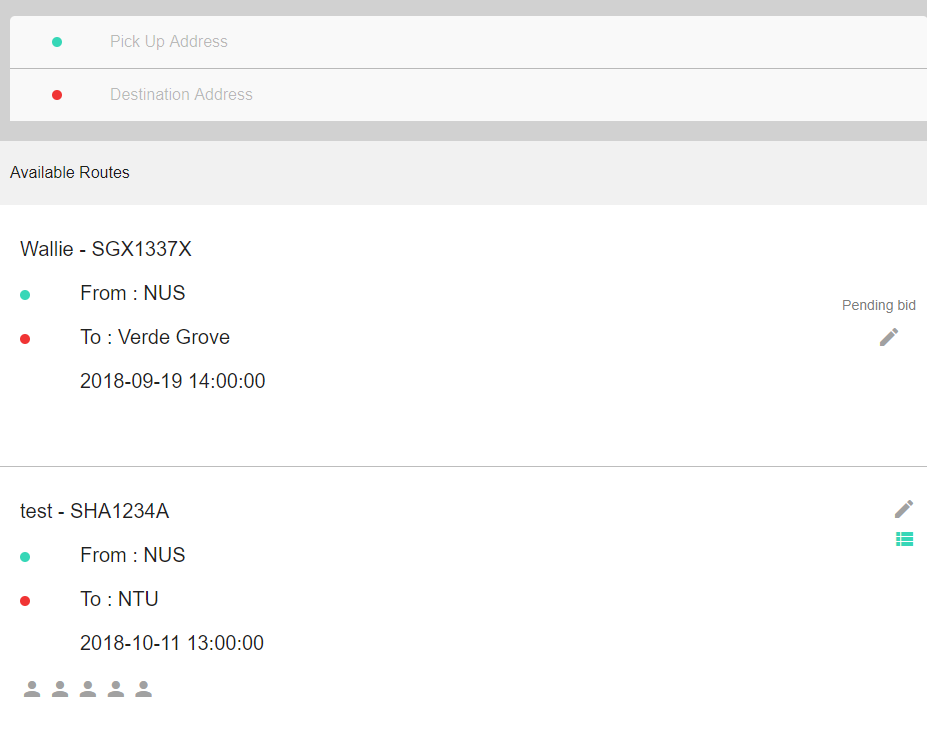 Pick Up Address
Destination Address
Available Routes
Wallie - SGX1337X
From : NUS
Pending bid
To : Verde Grove
2018-09-19 14:00:00
test - SHA1234A
From : NUS
To : NTU
2018-10-11 13:00:00